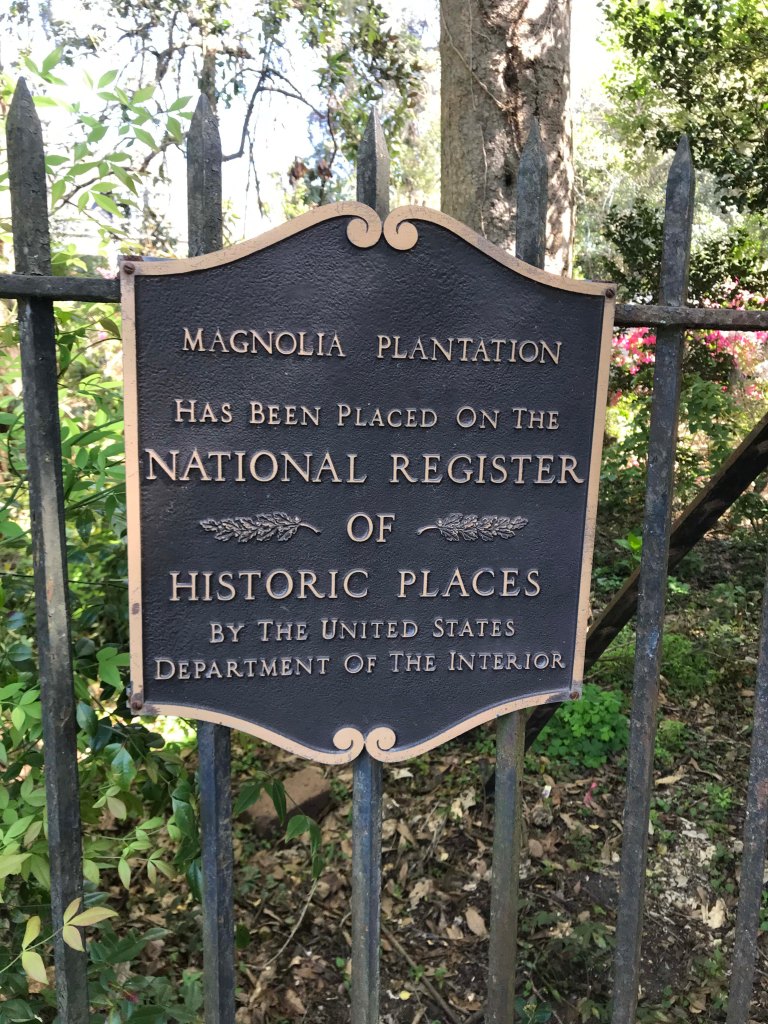 MAGNOLIA PLANTATION
HAS BEEN PLACED ON THE
NATIONAL REGISTER
OF
HISTORIC PLACES
BY THE UNITED STATES
DEPARTMENT OF THE INTERIOR